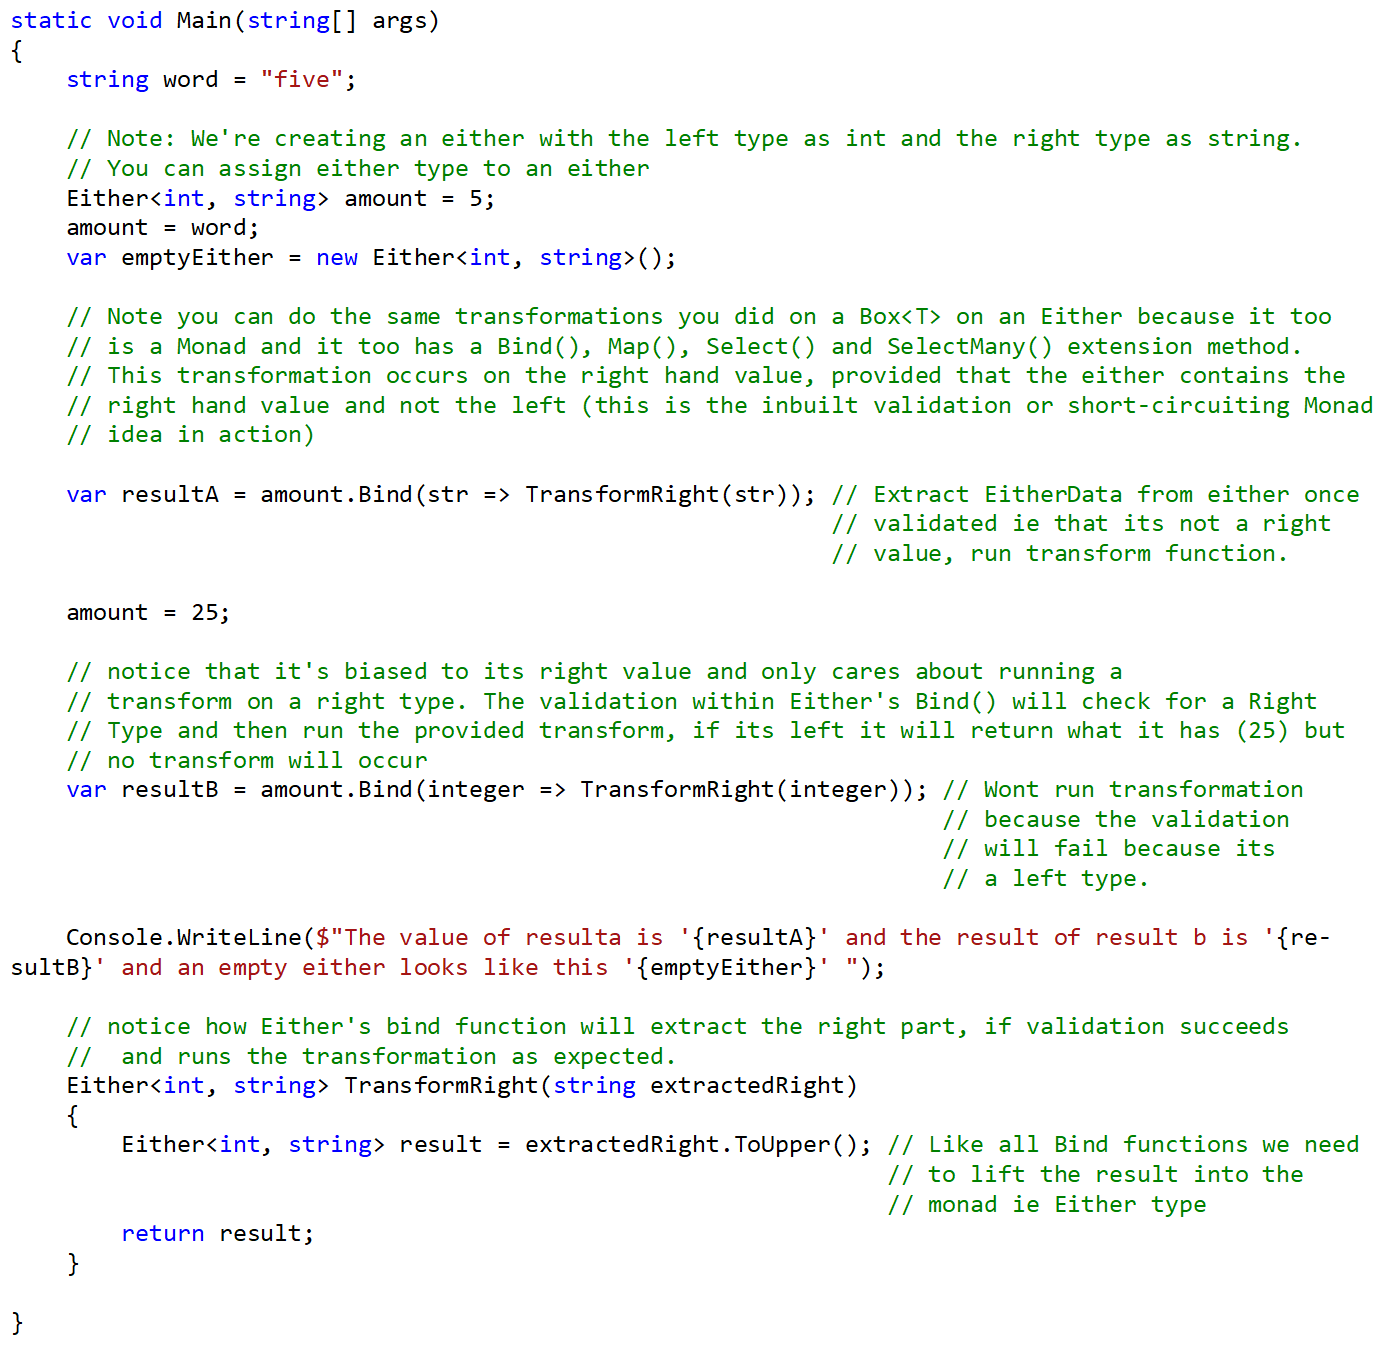 static void Main(string[] args)
{
    string word = "five";

    // Note: We're creating an either with the left type as int and the right type as string.
    // You can assign either type to an either
    Either<int, string> amount = 5;
    amount = word;
    var emptyEither = new Either<int, string>();

    // Note you can do the same transformations you did on a Box<T> on an Either because it too
    // is a Monad and it too has a Bind(), Map(), Select() and SelectMany() extension method.
    // This transformation occurs on the right hand value, provided that the either contains the
    // right hand value and not the left (this is the inbuilt validation or short-circuiting Monad
    // idea in action)

    var resultA = amount.Bind(str => TransformRight(str)); // Extract EitherData from either once
                                                           // validated ie that its not a right
                                                           // value, run transform function.

    amount = 25;

    // notice that it's biased to its right value and only cares about running a
    // transform on a right type. The validation within Either's Bind() will check for a Right
    // Type and then run the provided transform, if its left it will return what it has (25) but
    // no transform will occur
    var resultB = amount.Bind(integer => TransformRight(integer)); // Wont run transformation
                                                                   // because the validation
                                                                   // will fail because its
                                                                   // a left type.

    Console.WriteLine($"The value of resulta is '{resultA}' and the result of result b is '{re-
sultB}' and an empty either looks like this '{emptyEither}' ");

    // notice how Either's bind function will extract the right part, if validation succeeds
    //  and runs the transformation as expected.
    Either<int, string> TransformRight(string extractedRight)
    {
        Either<int, string> result = extractedRight.ToUpper(); // Like all Bind functions we need
                                                               // to lift the result into the
                                                               // monad ie Either type
        return result;
    }

}